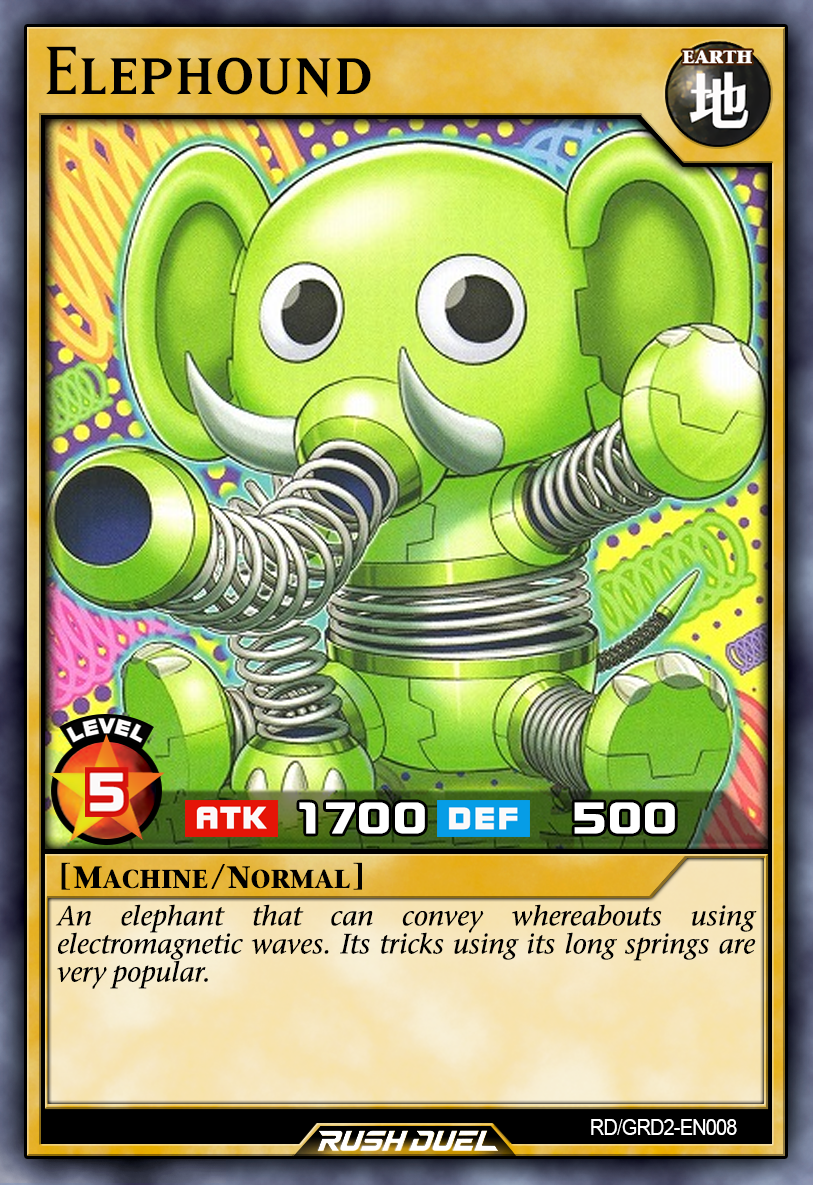 Elephound
EARTH
地
LEVEL
5
ATK 1700 DEF 500
[Machine/Normal]
An elephant that can convey whereabouts using
electromagnetic waves. Its tricks using its long springs are
very popular.
RD/GRD2-EN008
RUSH DUEL